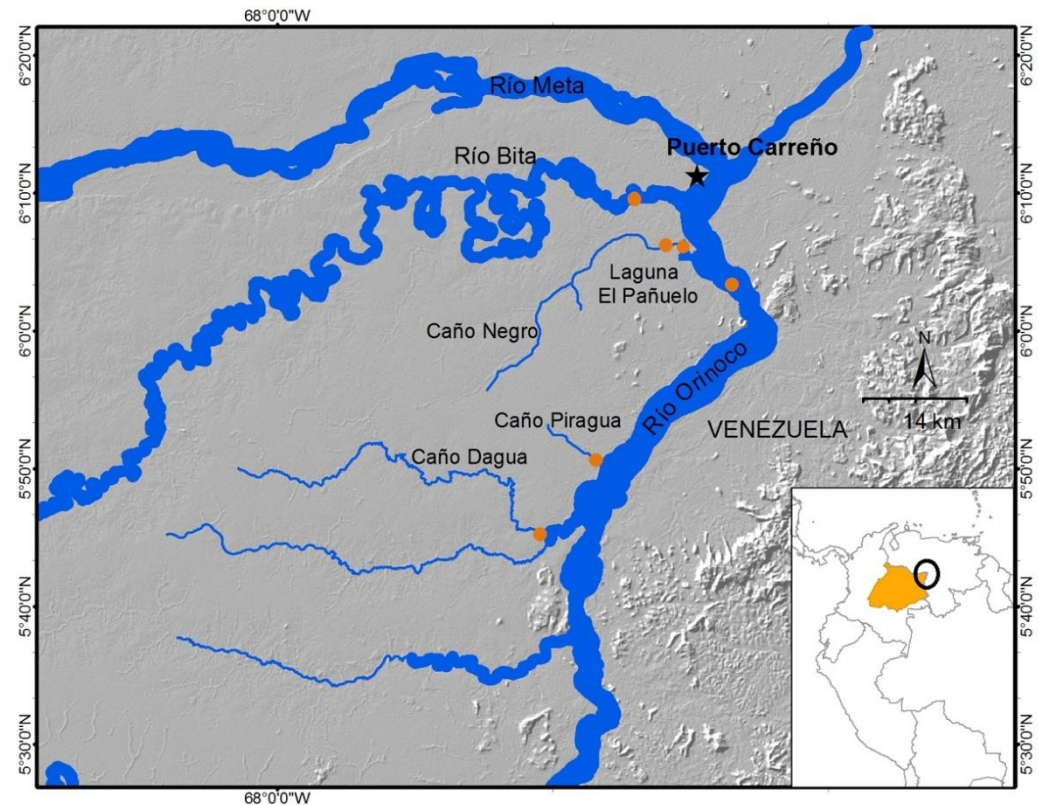 68°0'0"W
6°20'0"N
6°20'0"N
Río Meta
Puerto Carreño
Río Bita
6°10'0"N
6°10'0"N
Laguna
El Pañuelo
Caño Negro
6°0'0"N
6°0'0"N
N
Río Orinoco
14 km
Caño Piragua
VENEZUELA
Caño Dagua
5°50'0"N
5°50'0"N
5°40'0"N
5°40'0"N
5°30'0"N
5°30'0"N
68°0'0"W